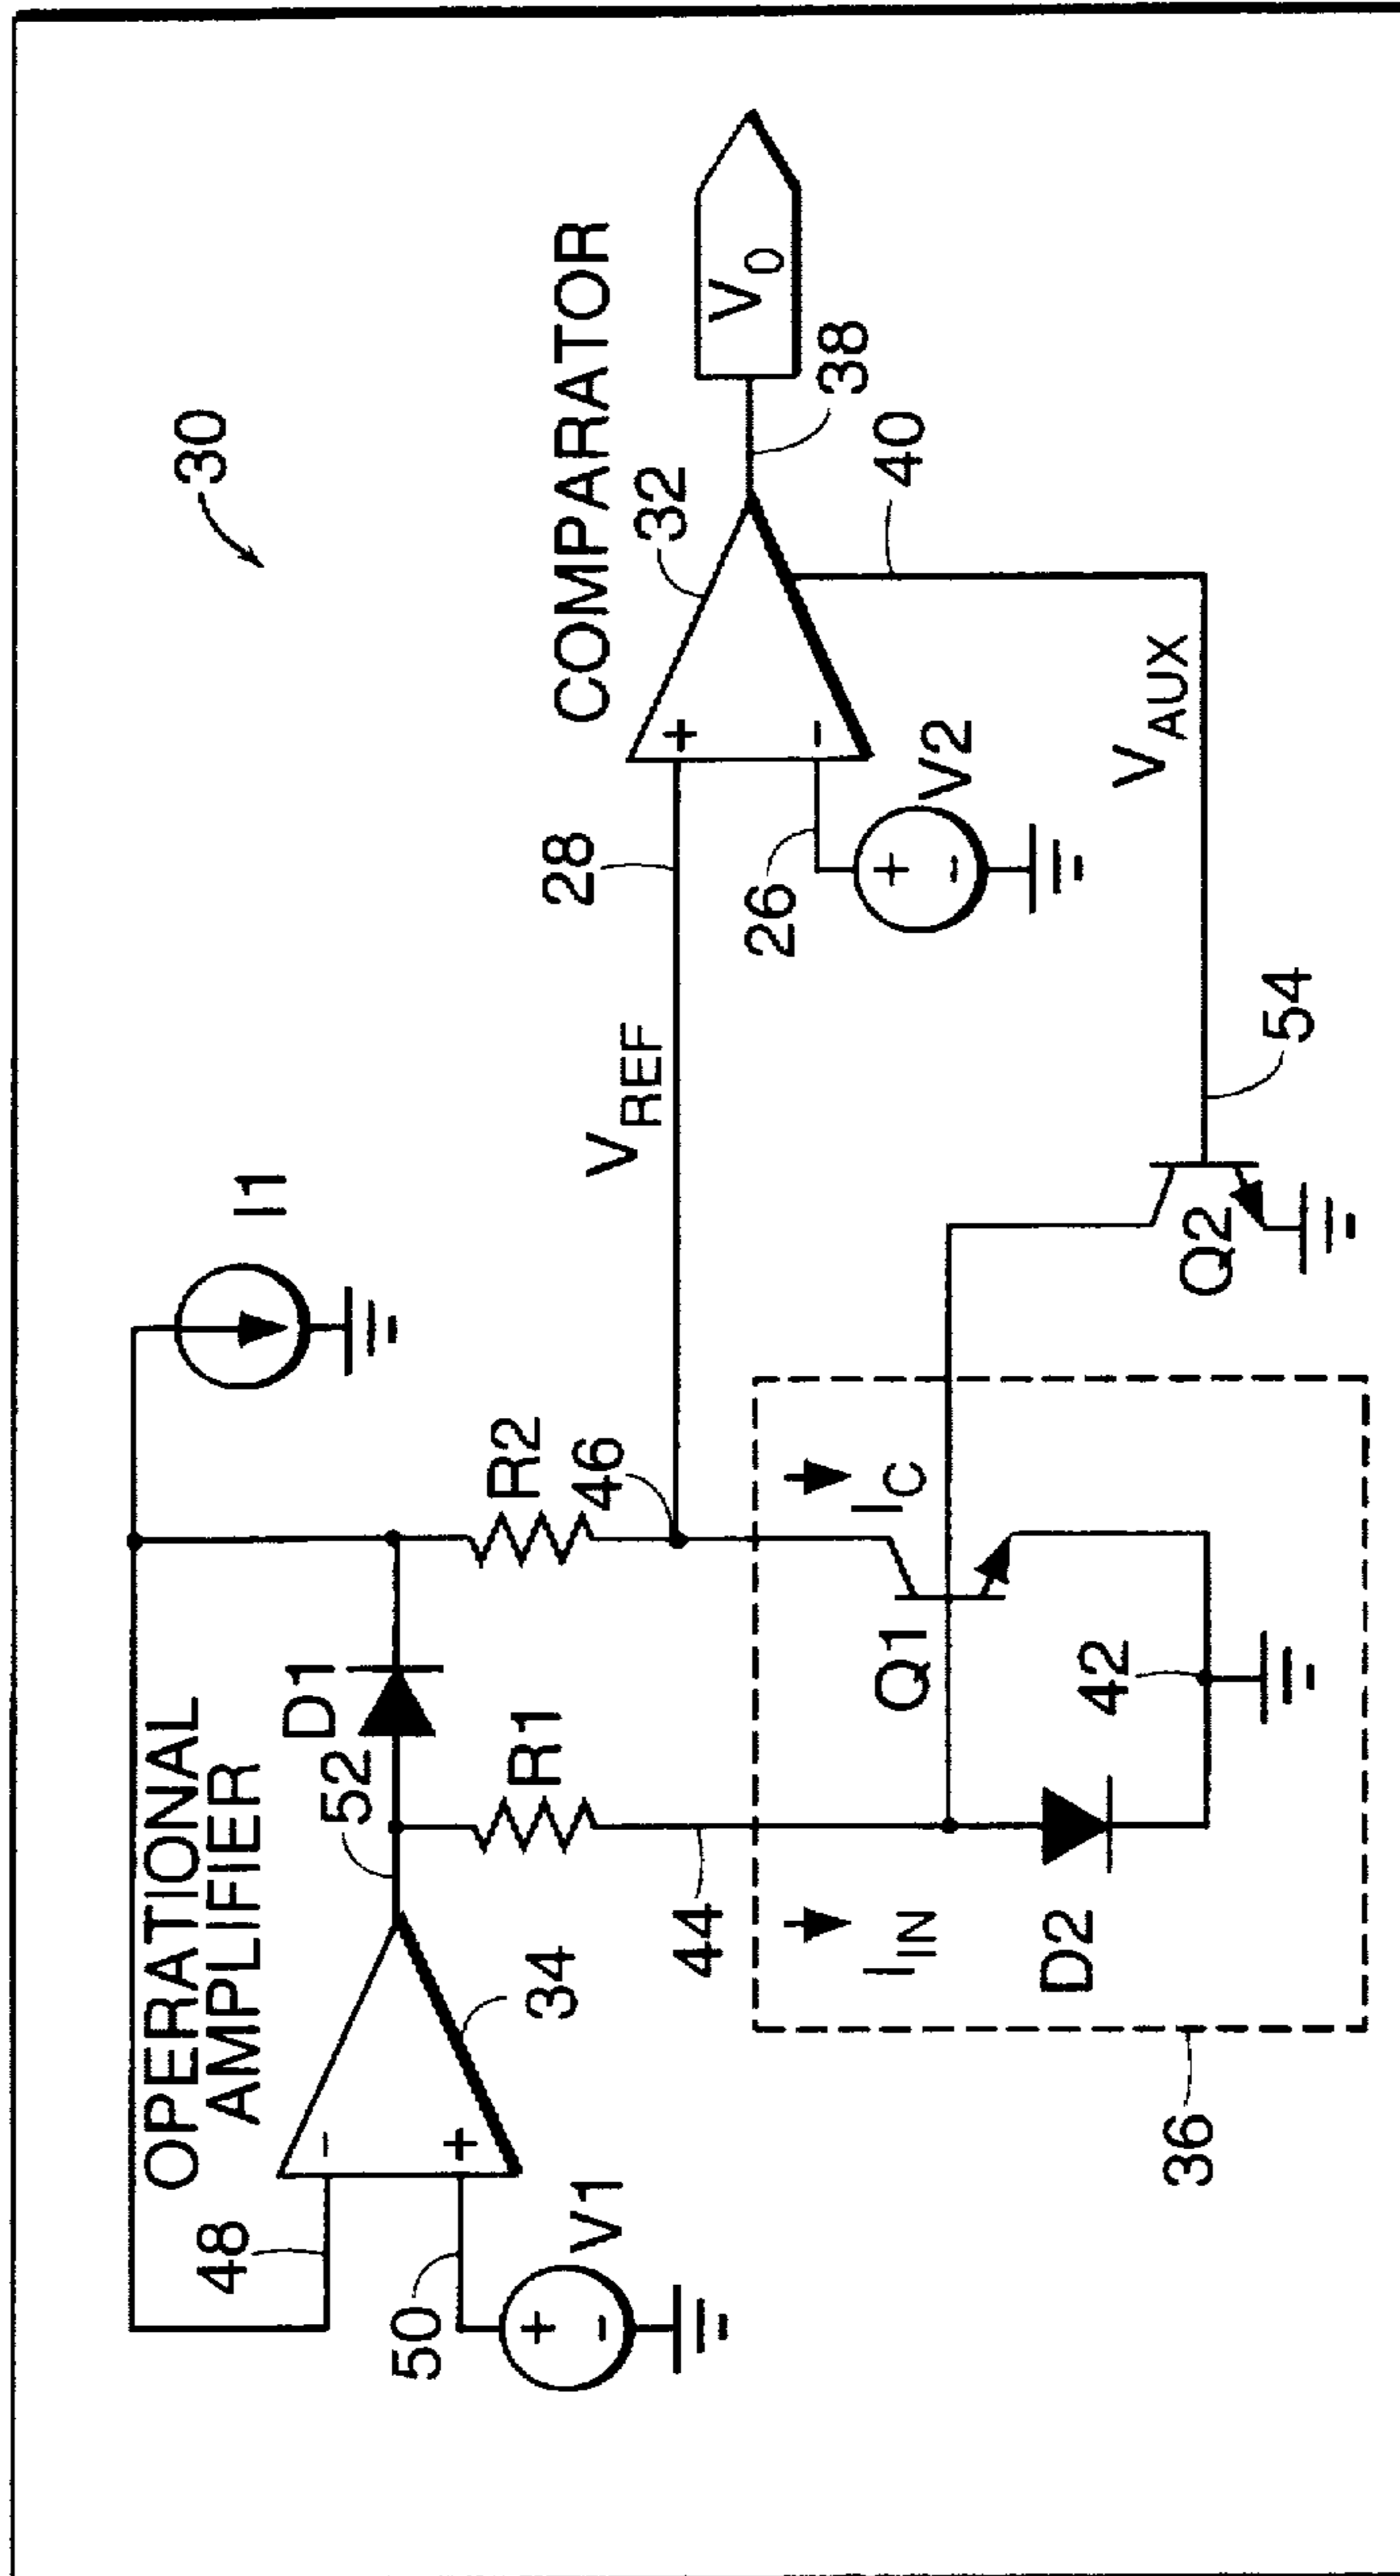 30
I1
OPERATIONAL
AMPLIFIER
D1
COMPARATOR
48
52
R2
32
28
-
+
R1
46
VREF
+
-
V0
50
34
38
V1
26
+
-
44
V2
+
-
40
IIN
IC
Q1
D2
42
VAUX
36
Q2
54